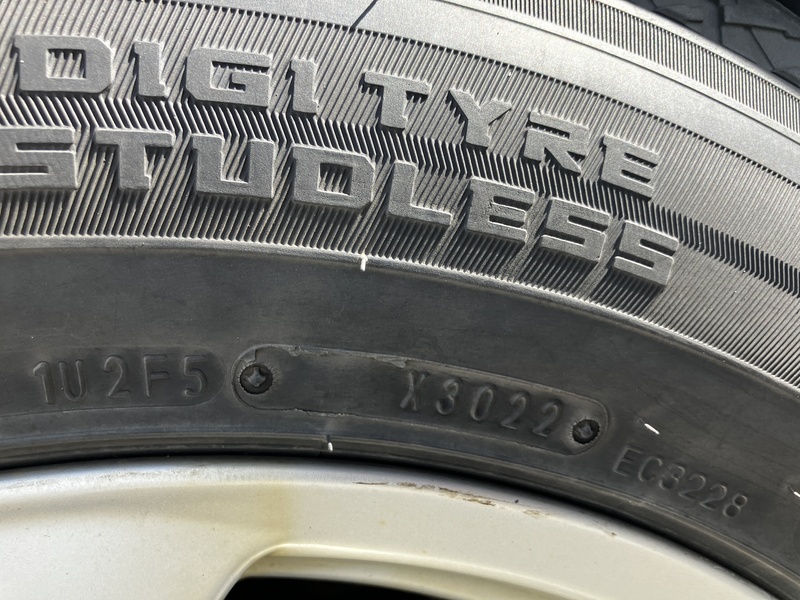 DIGI TYRE
STUDLESS
1U2F5 X3022
EC3228